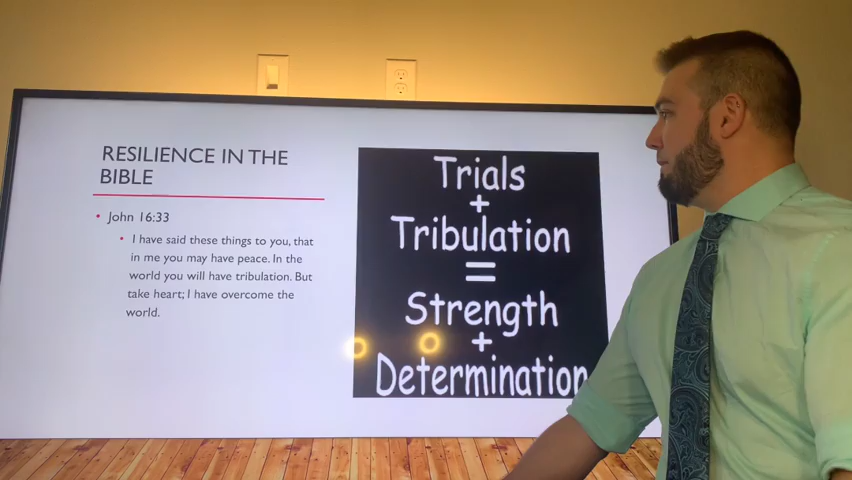 RESILIENCE IN THE
BIBLE
• John 16:33
• I have said these things to you, that
in me you may have peace. In the
world you will have tribulation. But
take heart; I have overcome the
world.
Trials
+
Tribulation
=
Strength
+
Determination